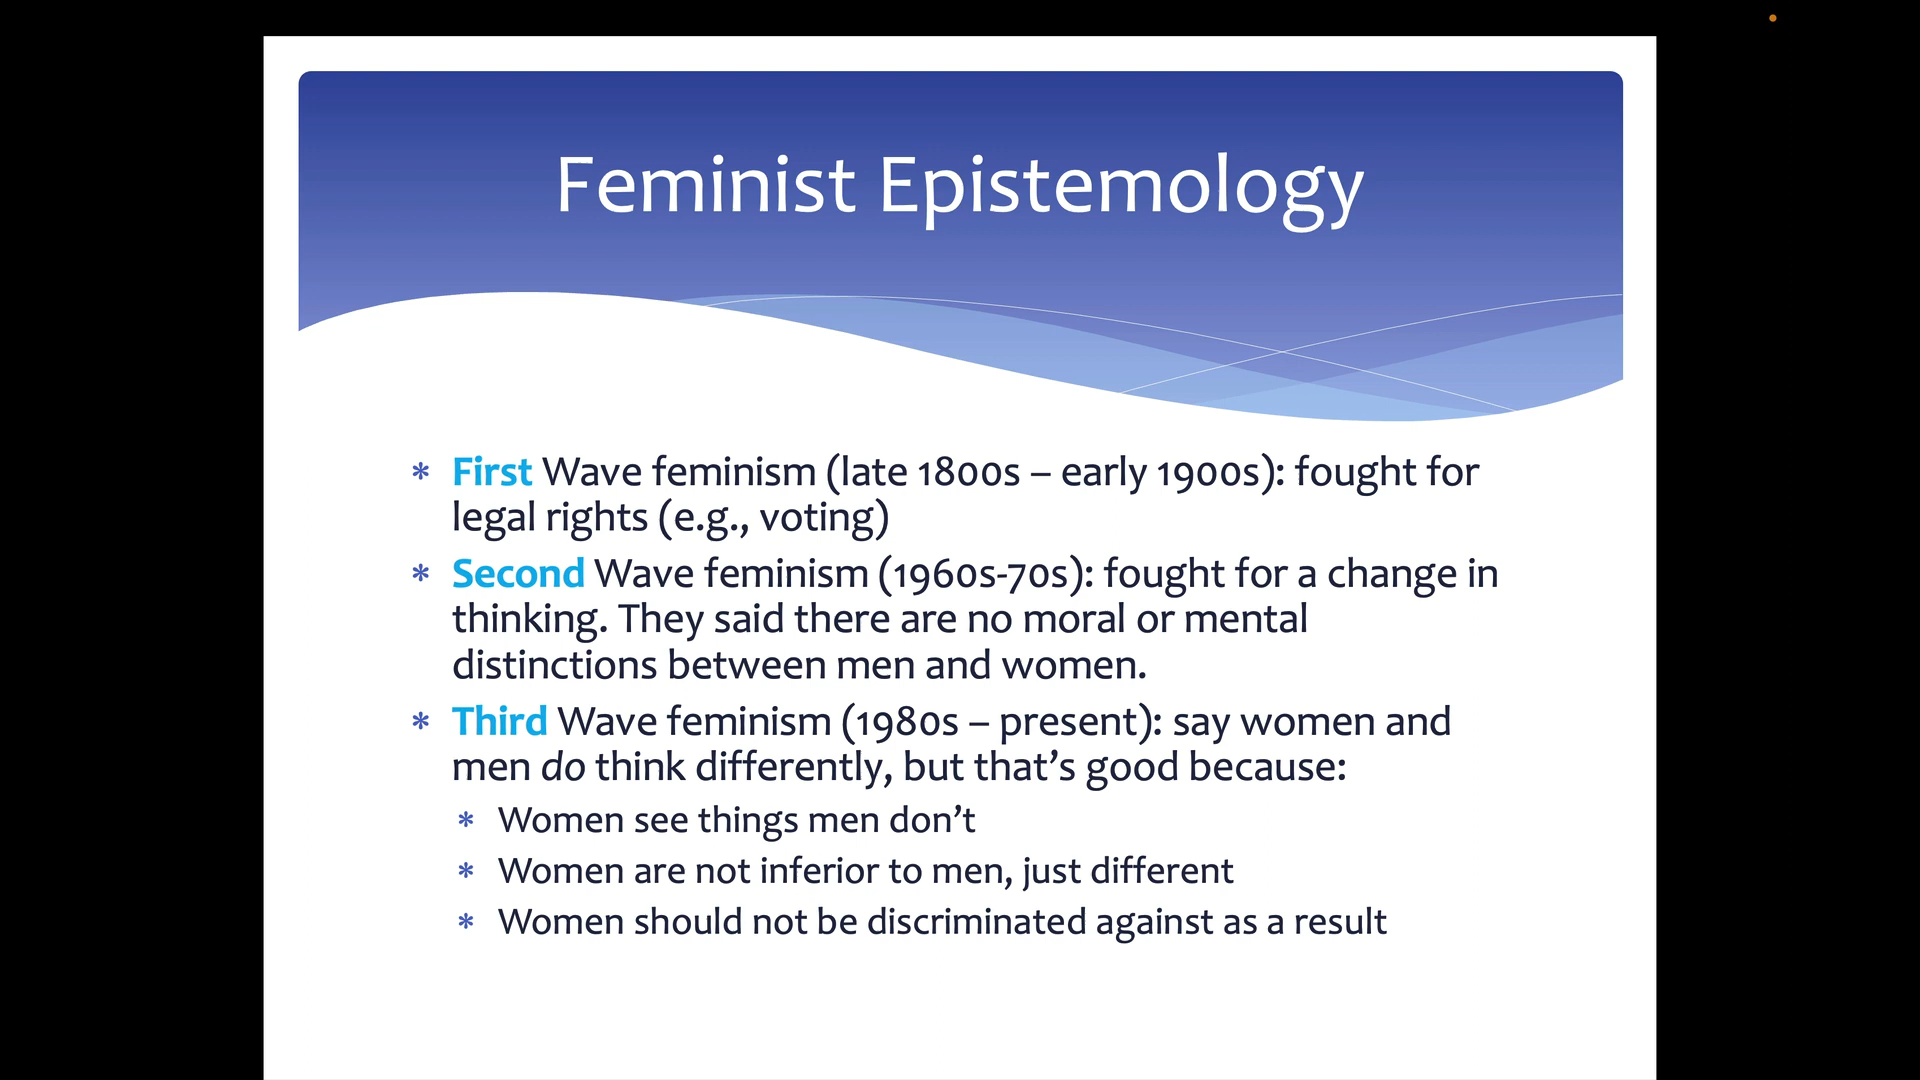 Feminist Epistemology
* First Wave feminism (late 1800s – early 1900s): fought for
legal rights (e.g., voting)
* Second Wave feminism (1960s-70s): fought for a change in
thinking. They said there are no moral or mental
distinctions between men and women.
* Third Wave feminism (1980s – present): say women and
men do think differently, but that’s good because:
* Women see things men don’t
* Women are not inferior to men, just different
* Women should not be discriminated against as a result